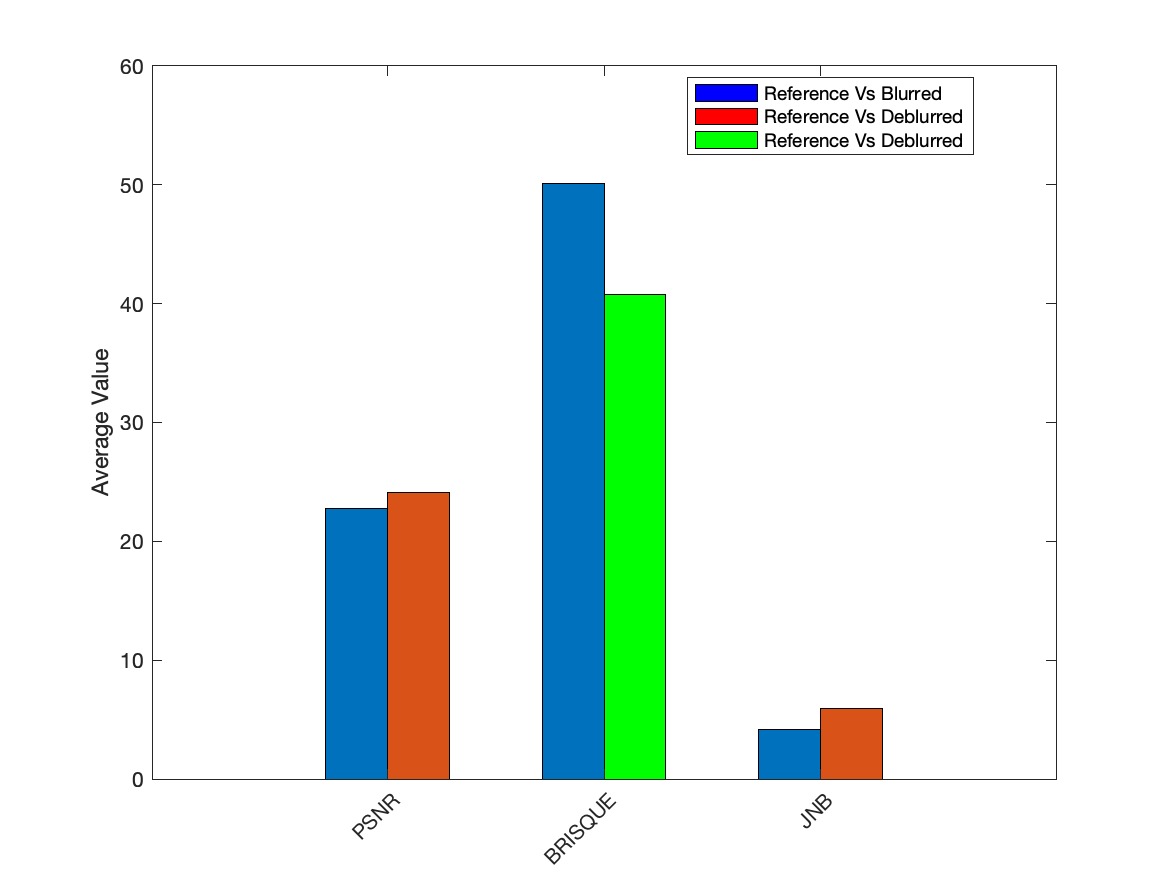 60
50
40
30
20
10
0
Average Value
Reference Vs Blurred
Reference Vs Deblurred
Reference Vs Deblurred
PSNR
BRISQUE
JNB